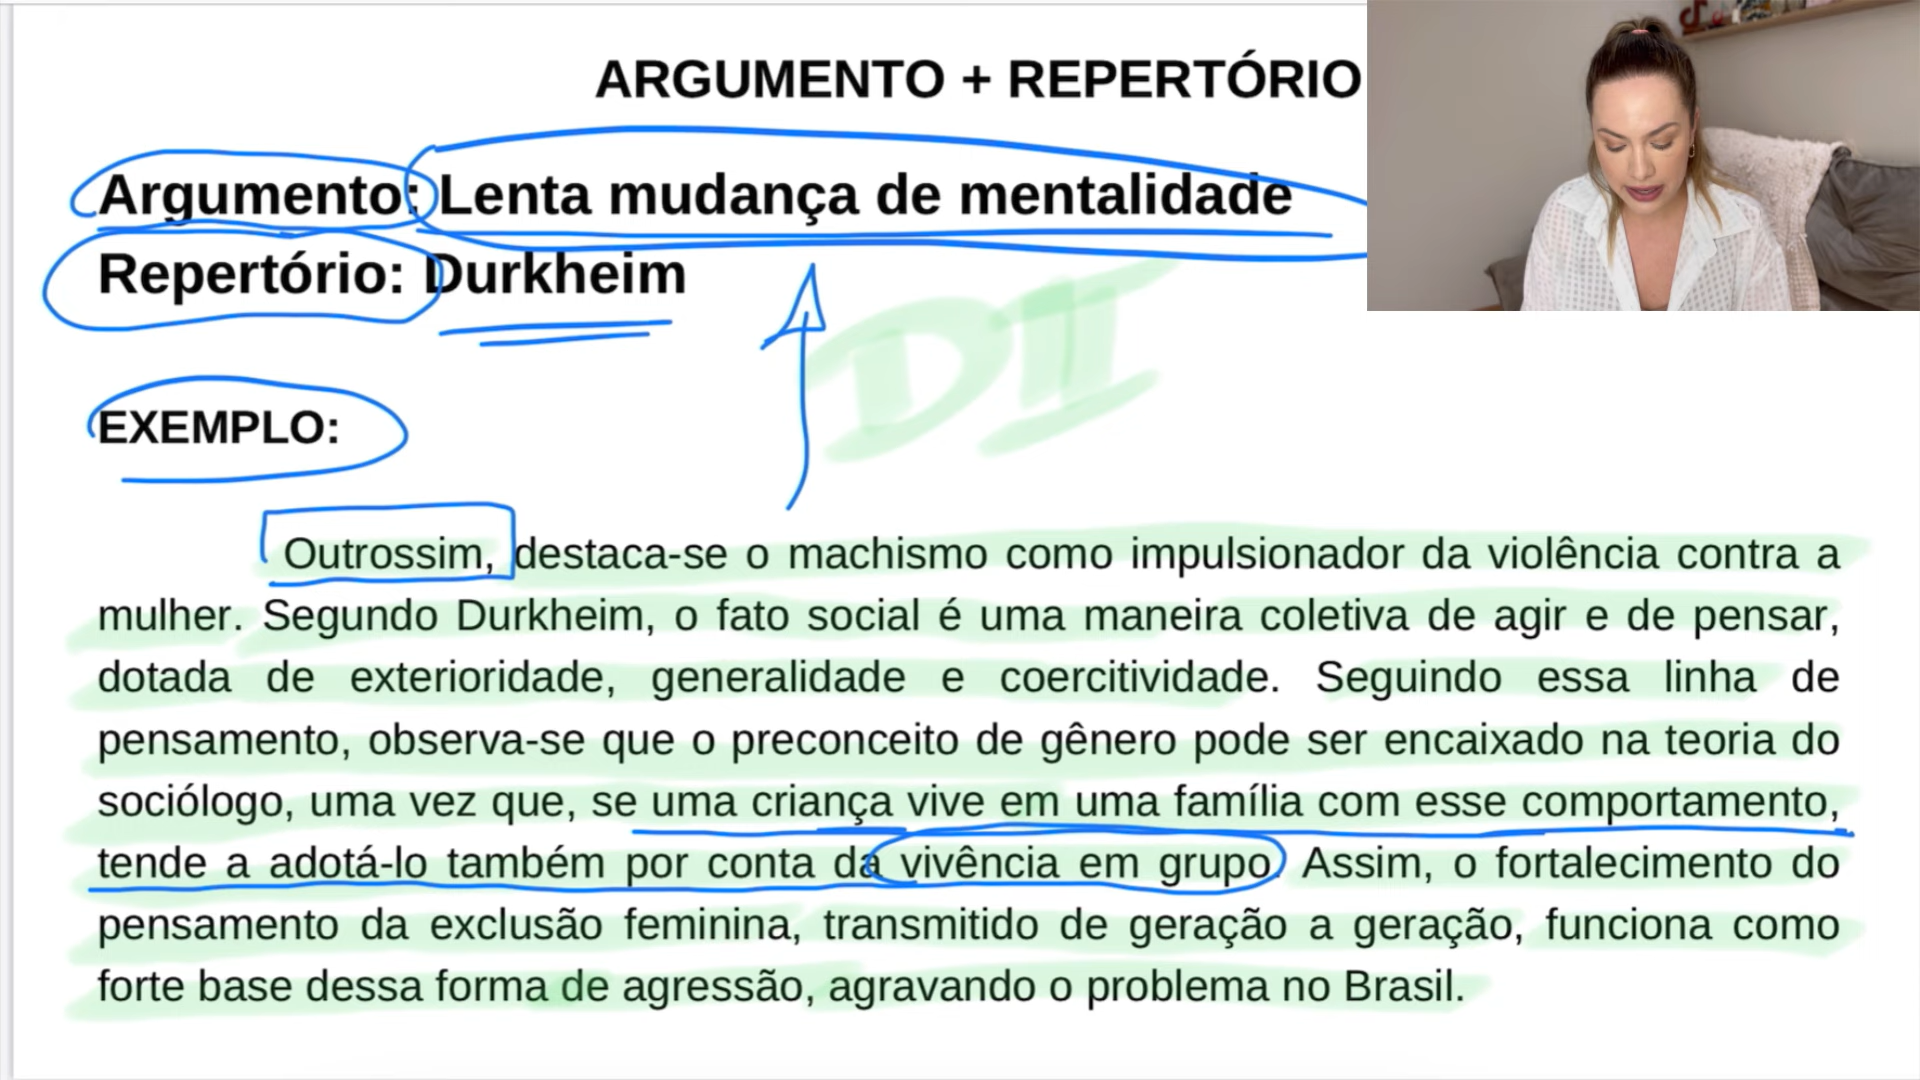 ARGUMENTO + REPERTÓRIO
Argumento: Lenta mudança de mentalidade
Repertório: Durkheim
DII
EXEMPLO:
Outrossim, destaca-se o machismo como impulsionador da violência contra a
mulher. Segundo Durkheim, o fato social é uma maneira coletiva de agir e de pensar,
dotada de exterioridade, generalidade e coercitividade. Seguindo essa linha de
pensamento, observa-se que o preconceito de gênero pode ser encaixado na teoria do
sociólogo, uma vez que, se uma criança vive em uma família com esse comportamento,
tende a adotá-lo também por conta da vivência em grupo. Assim, o fortalecimento do
pensamento da exclusão feminina, transmitido de geração a geração, funciona como
forte base dessa forma de agressão, agravando o problema no Brasil.